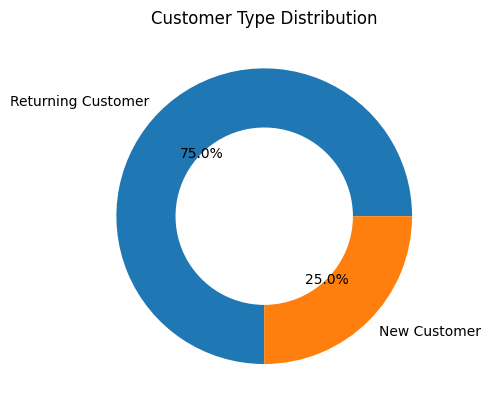 Customer Type Distribution
Returning Customer
75.0%
25.0%
New Customer